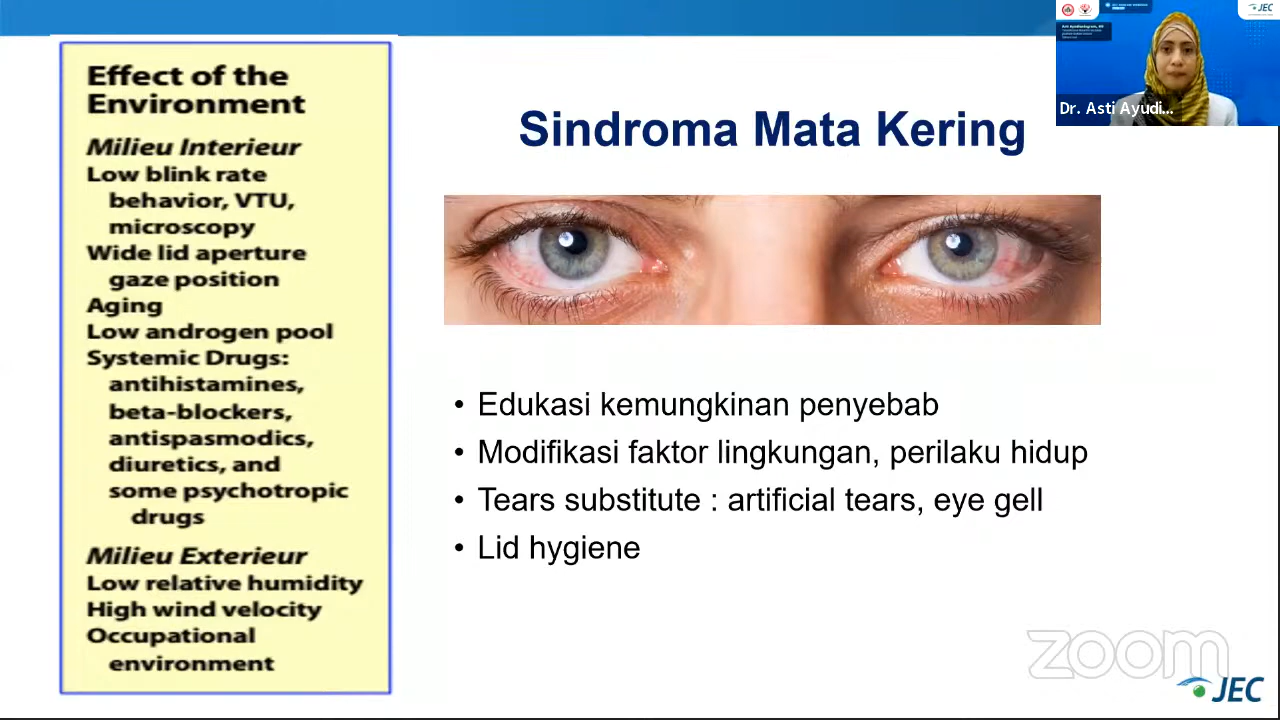 Effect of the
Environment
Milieu Interieur
Low blink rate
behavior, VTU,
microscopy
Wide lid aperture
gaze position
Aging
Low androgen pool
Systemic Drugs:
antihistamines,
beta-blockers,
antispasmodics,
diuretics, and
some psychotropic
drugs
Milieu Exterieur
Low relative humidity
High wind velocity
Occupational
environment
Sindroma Mata Kering
• Edukasi kemungkinan penyebab
• Modifikasi faktor lingkungan, perilaku hidup
• Tears substitute : artificial tears, eye gell
• Lid hygiene
JEC
Dr. Asti Ayudi...
zoom
JEC